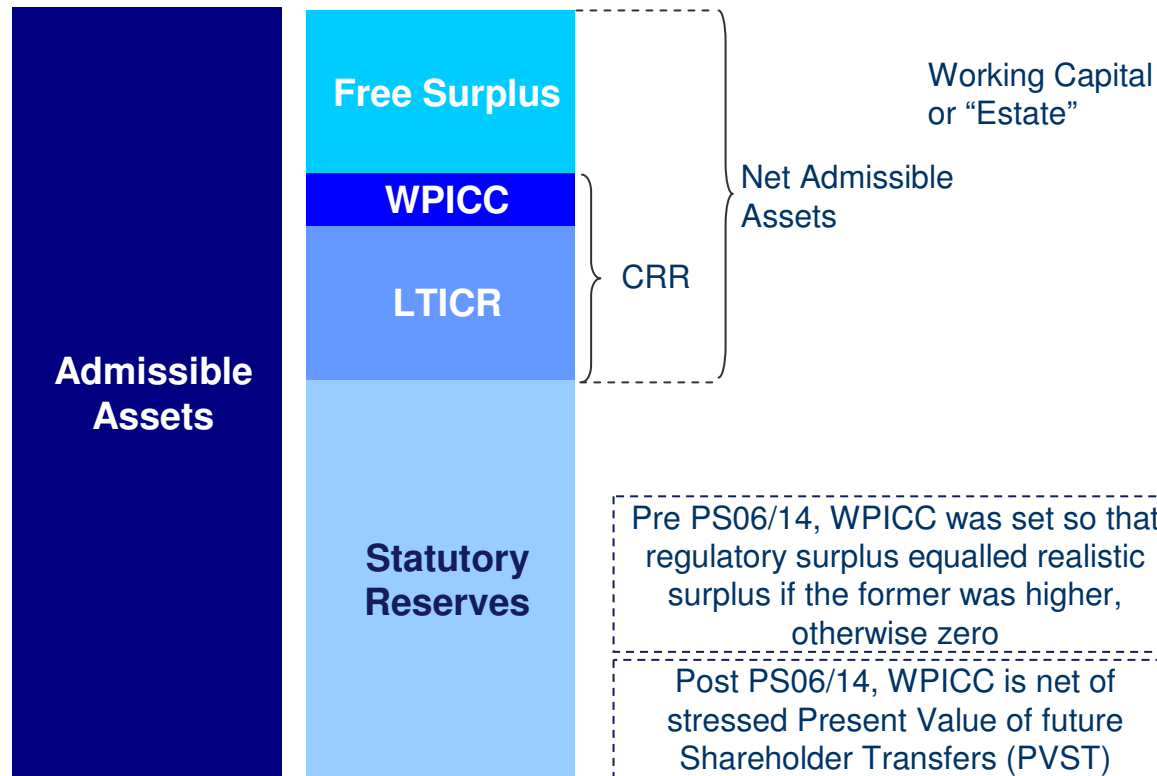 Admissible
Assets
Free Surplus
WPICC
LTICR
Statutory
Reserves
CRR
Net Admissible
Assets
Working Capital
or “Estate”
Pre PS06/14, WPICC was set so that
regulatory surplus equalled realistic
surplus if the former was higher,
otherwise zero
Post PS06/14, WPICC is net of
stressed Present Value of future
Shareholder Transfers (PVST)